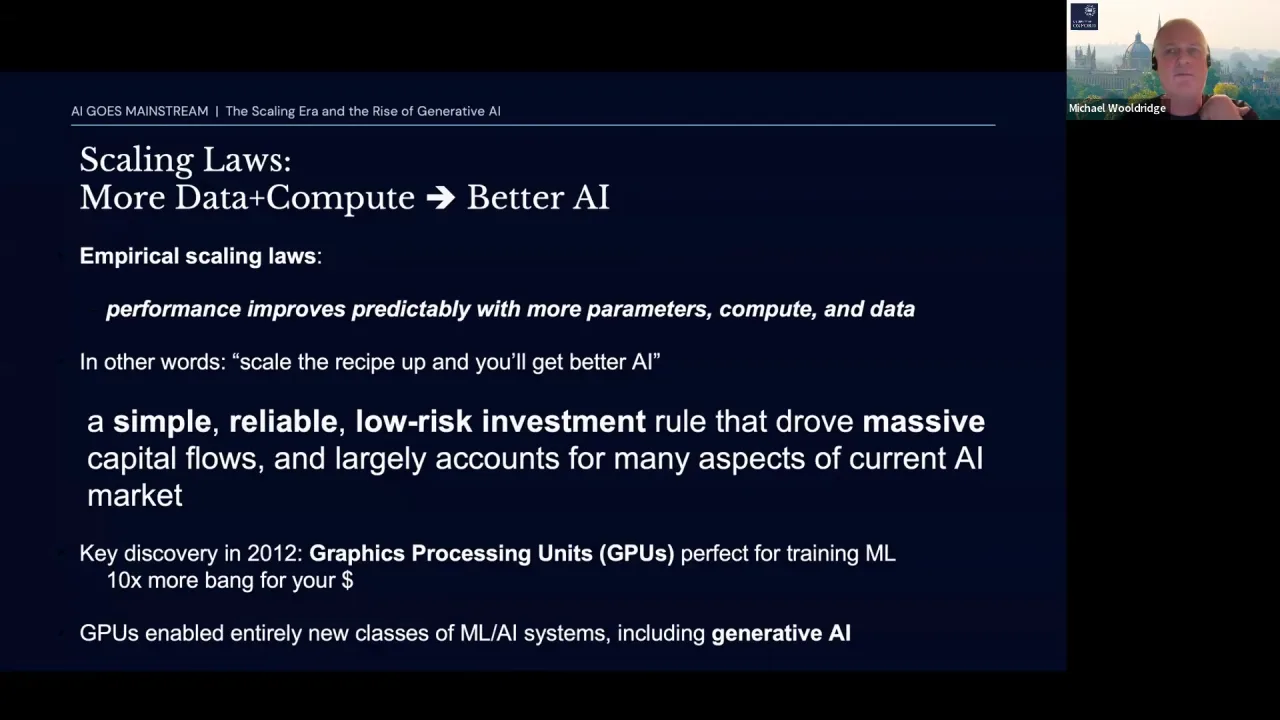 AI GOES MAINSTREAM | The Scaling Era and the Rise of Generative AI
Scaling Laws:
More Data+Compute ➔ Better AI
Empirical scaling laws:
performance improves predictably with more parameters, compute, and data
In other words: “scale the recipe up and you’ll get better AI”
a simple, reliable, low-risk investment rule that drove massive
capital flows, and largely accounts for many aspects of current AI
market
Key discovery in 2012: Graphics Processing Units (GPUs) perfect for training ML
10x more bang for your $
GPUs enabled entirely new classes of ML/AI systems, including generative AI
OXFORD
Michael Wooldridge